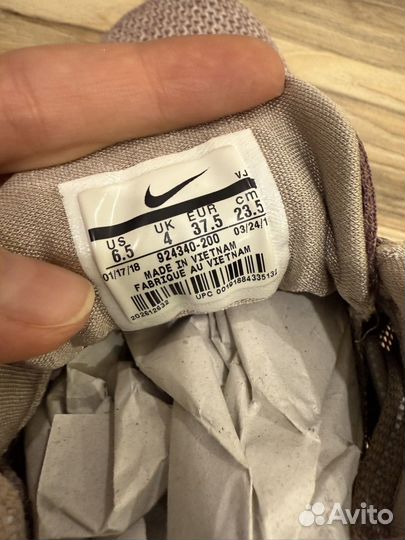 VJ
US UK EUR cm
6.5 4 37.5 23.5
01/17/18 924340-200 03/24/1
MADE IN VIETNAM
FABRIQUE AU VIETNAM
UPC
Avito